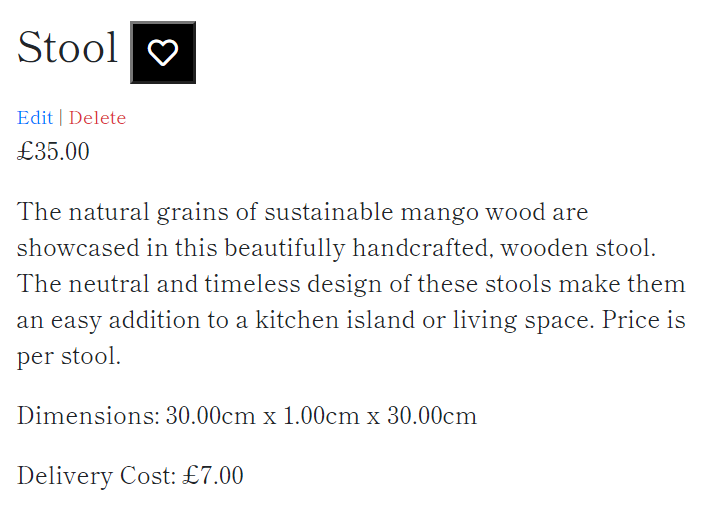 Stool
Edit | Delete
£35.00
The natural grains of sustainable mango wood are
showcased in this beautifully handcrafted, wooden stool.
The neutral and timeless design of these stools make them
an easy addition to a kitchen island or living space. Price is
per stool.
Dimensions: 30.00cm x 1.00cm x 30.00cm
Delivery Cost: £7.00